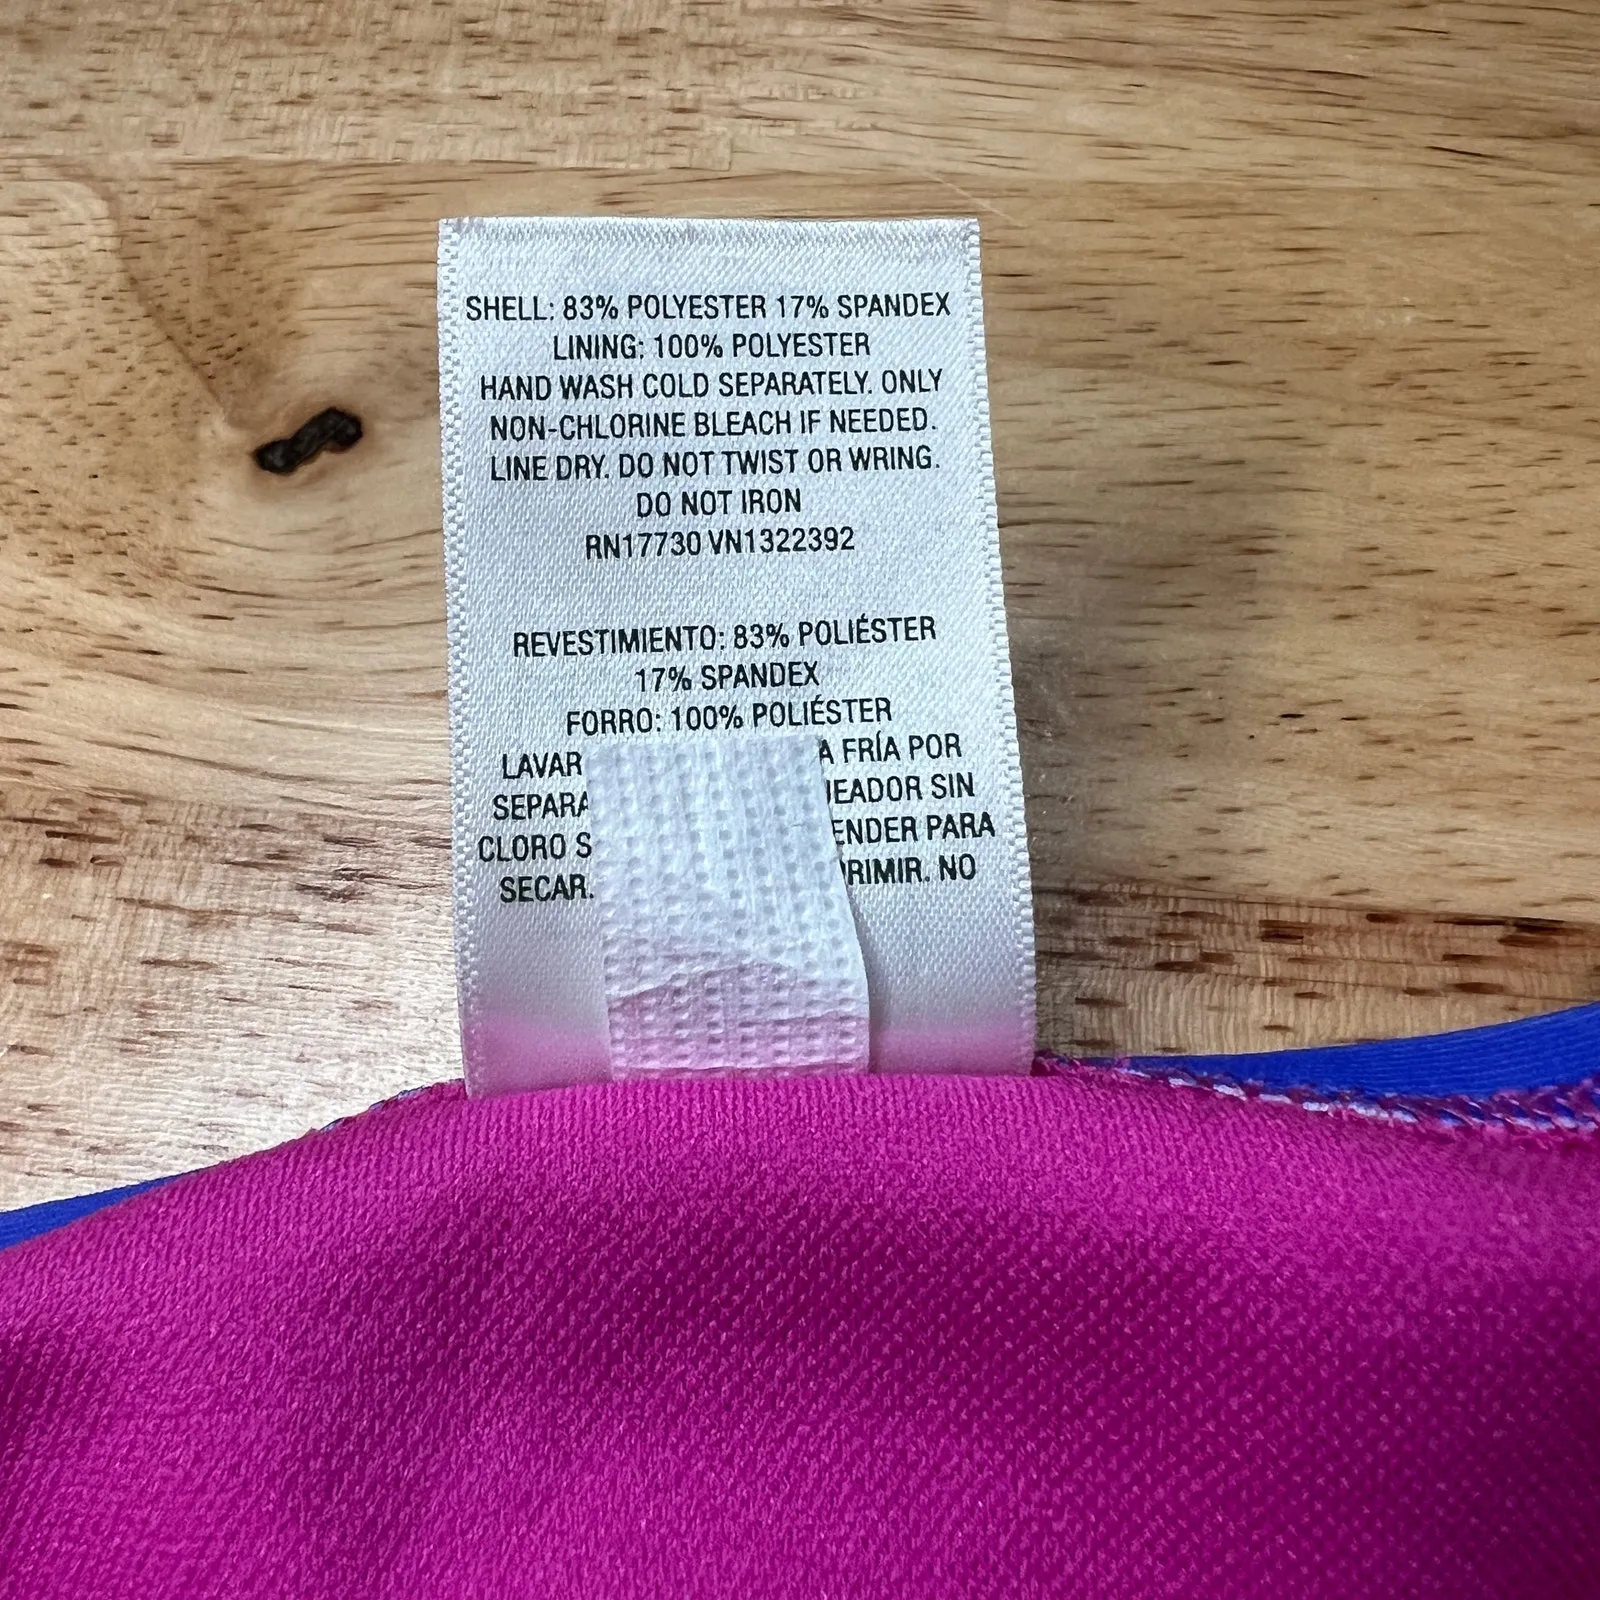 SHELL: 83% POLYESTER 17% SPANDEX
LINING: 100% POLYESTER
HAND WASH COLD SEPARATELY. ONLY
NON-CHLORINE BLEACH IF NEEDED.
LINE DRY. DO NOT TWIST OR WRING.
DO NOT IRON
RN17730 VN1322392
REVESTIMIENTO: 83% POLIÉSTER
17% SPANDEX
FORRO: 100% POLIÉSTER
LAVAR FRÍA POR
SIN
CLORO PARA
SECAR. NO